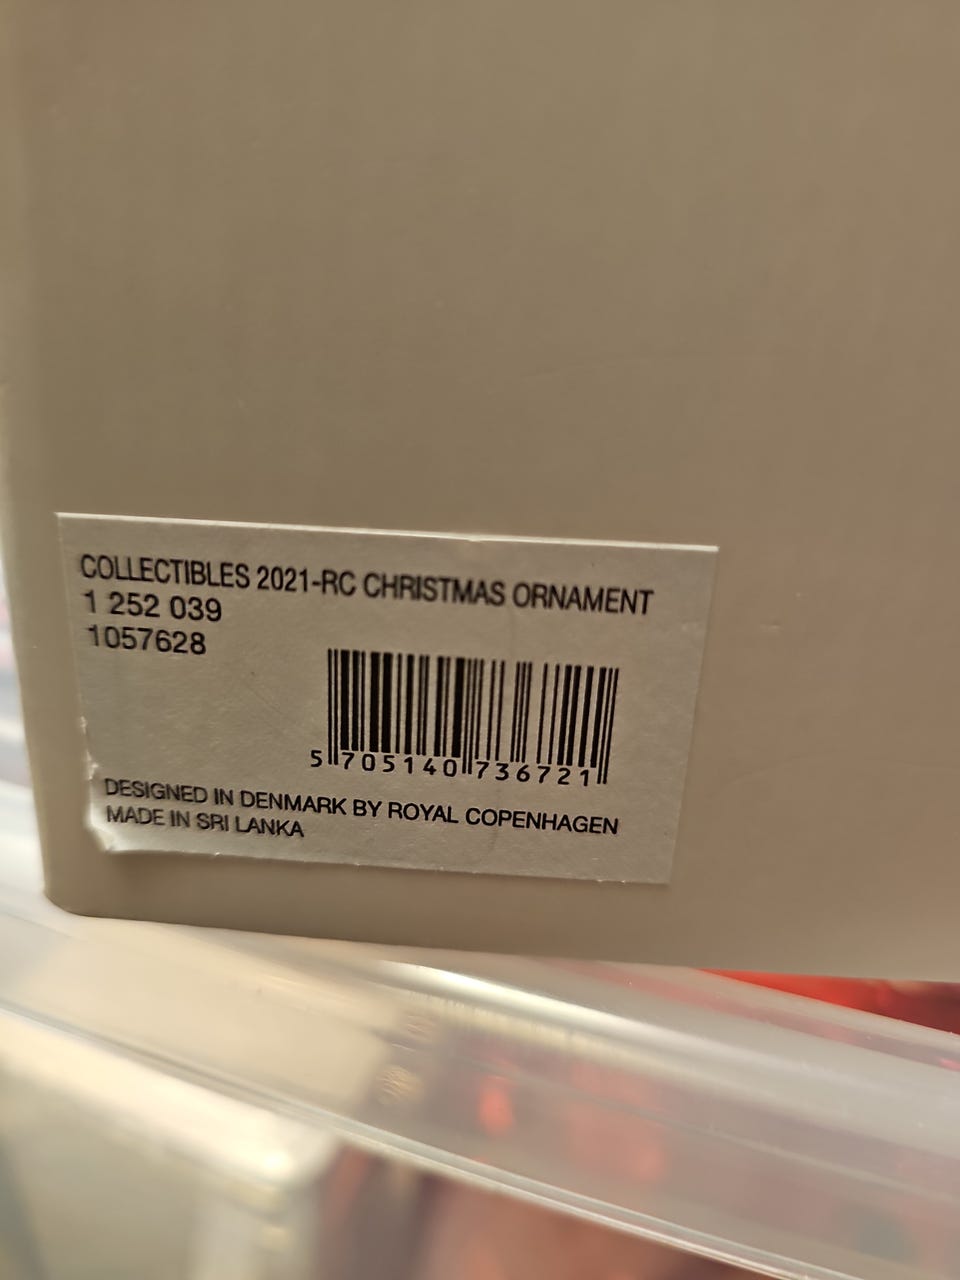 COLLECTIBLES 2021-RC CHRISTMAS ORNAMENT
1 252 039
1057628
5 705140 736721
DESIGNED IN DENMARK BY ROYAL COPENHAGEN
MADE IN SRI LANKA